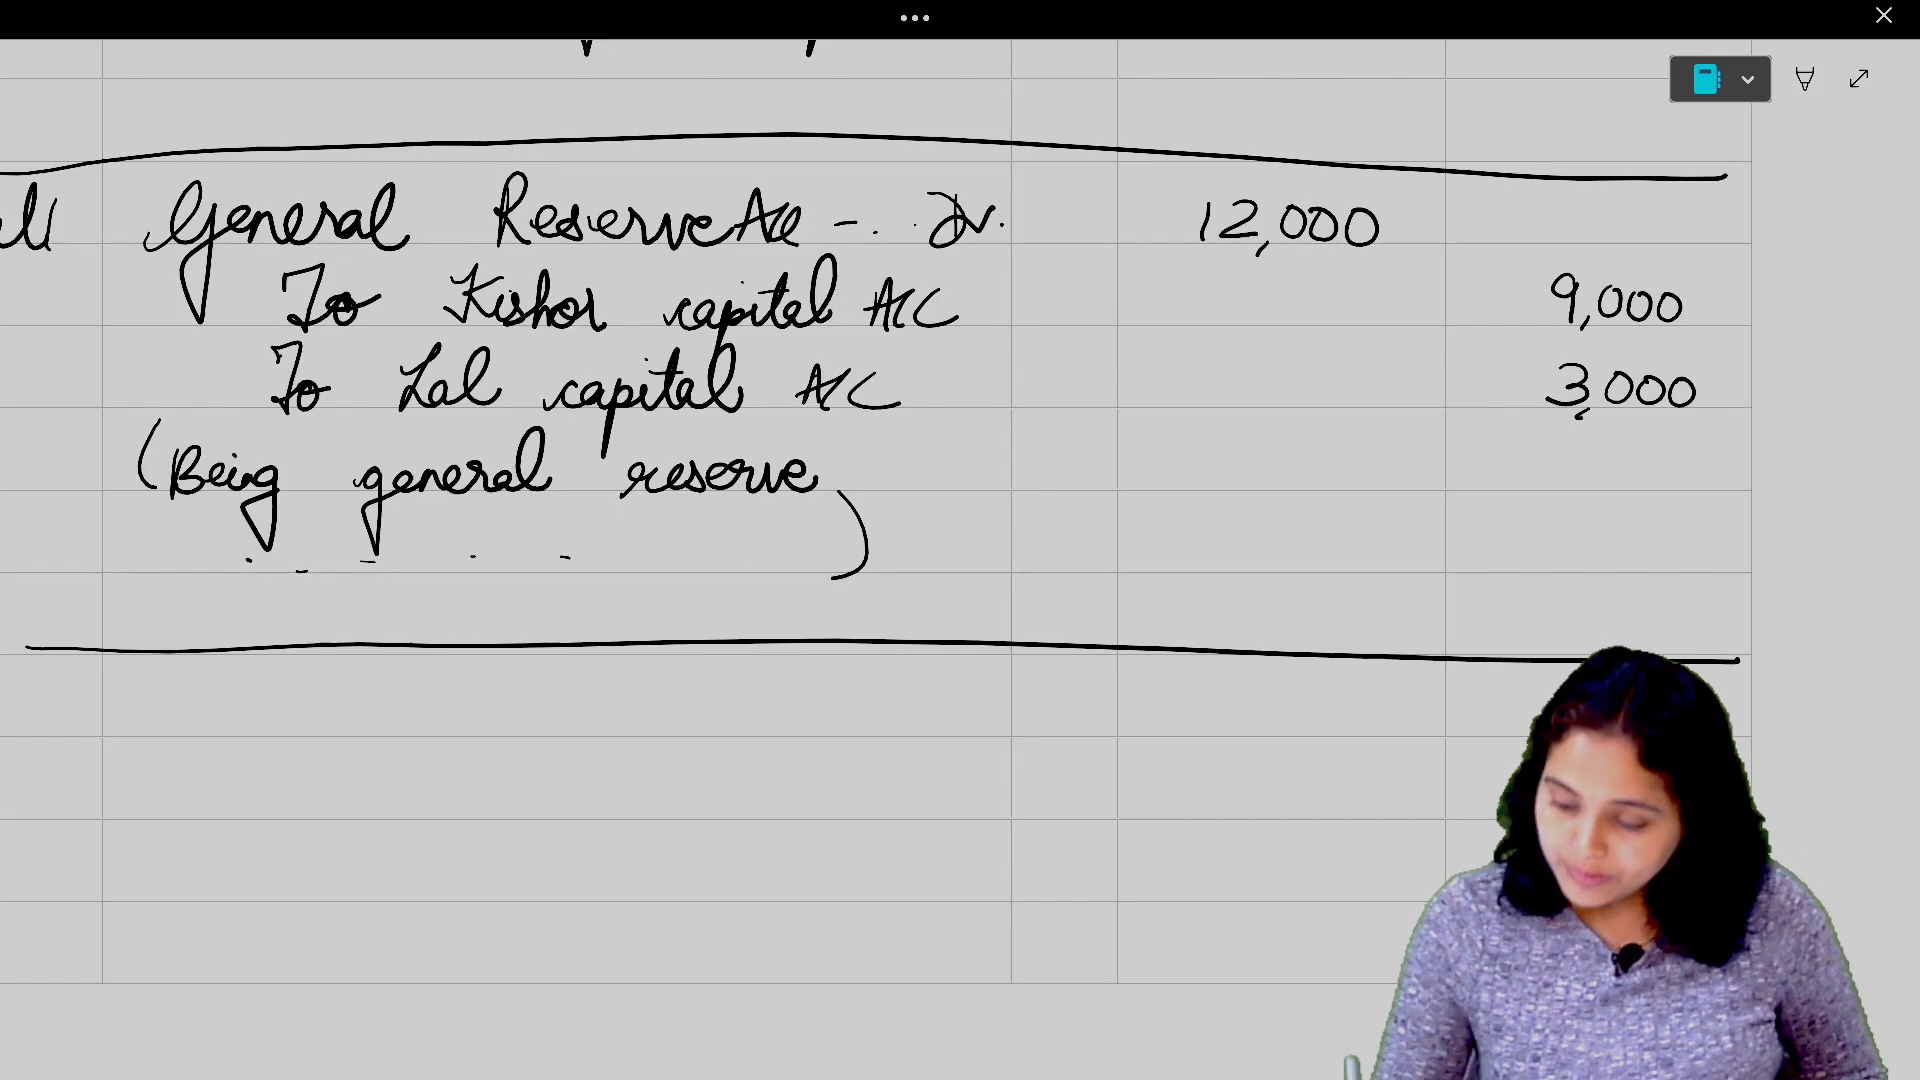 General Reserve A/c - . . Dr. 12,000
To Kishor capital A/C 9,000
To Lal capital A/C 3,000
(Being general reserve
)